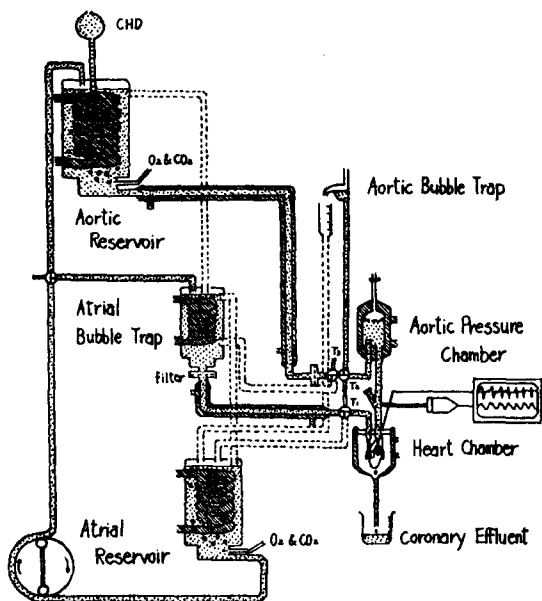 CHD
O₂ & CO₂
Aortic
Reservoir
Aortic Bubble Trap
Atrial
Bubble Trap
Aortic Pressure
Chamber
filter
Heart Chamber
Atrial
Reservoir
O₂ & CO₂
Coronary Effluent